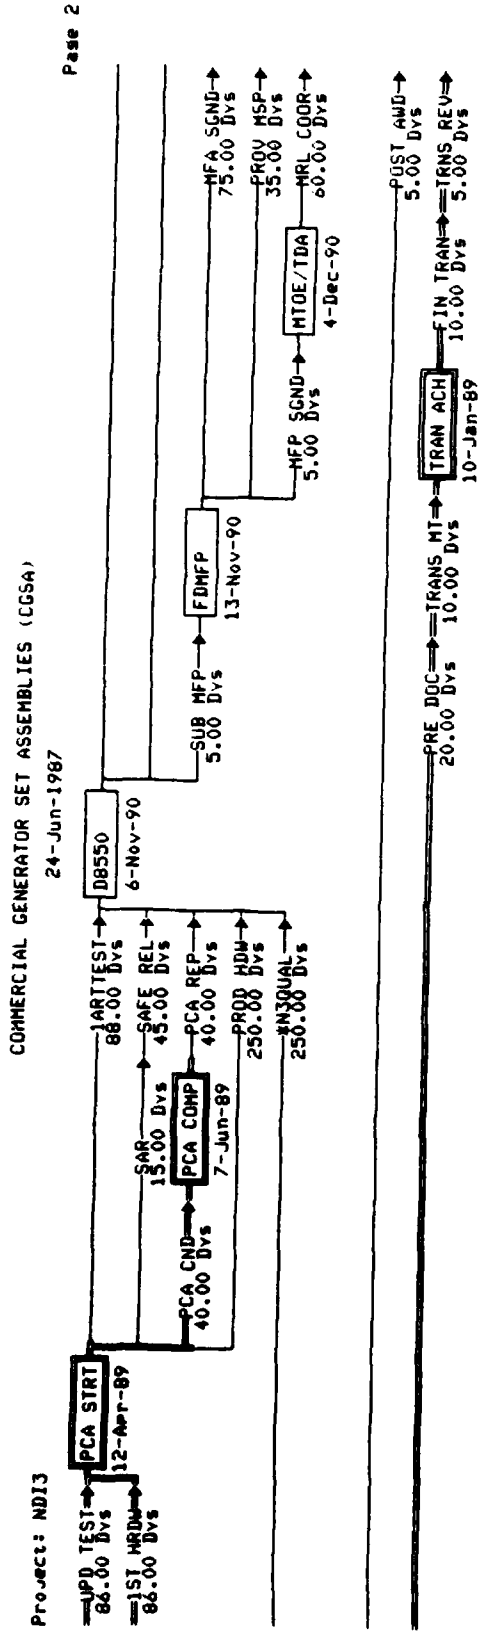 Project: NDI3
COMMERCIAL GENERATOR SET ASSEMBLIES (CGSA)
Page 2
24-Jun-1987
UPD TEST
86.00 Dys
1ST HRDW
86.00 Dys
PCA STRT
12-Apr-89
1ARTTEST
88.00 Dys
SAR
15.00 Dys
SAFE REL
45.00 Dys
PCA CND
40.00 Dys
PCA COMP
7-Jun-89
PCA REP
40.00 Dys
PROD HDW
250.00 Dys
*N3QUAL
250.00 Dys
D8550
6-Nov-90
SUB MFP
5.00 Dys
FDMFP
13-Nov-90
MFA SGND
75.00 Dys
PROV MSP
35.00 Dys
MFP SGND
5.00 Dys
MTOE/TDA
4-Dec-90
MRL COOR
60.00 Dys
POST AWD
5.00 Dys
PRE DOC
20.00 Dys
TRANS MT
10.00 Dys
TRAN ACH
10-Jan-89
FIN TRAN
10.00 Dys
TRNS REV
5.00 Dys